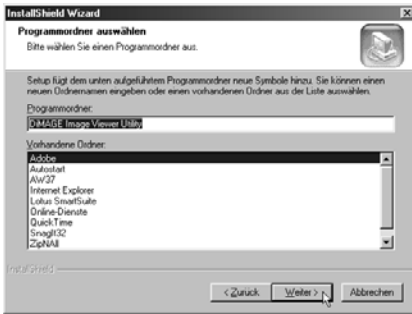 InstallShield Wizard
Programmordner auswählen
Bitte wählen Sie einen Programmordner aus.
Setup fügt dem unten aufgeführtem Programmordner neue Symbole hinzu. Sie können einen
neuen Ordnernamen eingeben oder einen vorhandenen Ordner aus der Liste auswählen.
Programmordner:
DiMAGE Image Viewer Utility
Vorhandene Ordner:
Adobe
Autostart
AW37
Internet Explorer
Lotus SmartSuite
Online-Dienste
QuickTime
SnagIt32
ZipNAll
InstallShield
< Zurück
Weiter >
Abbrechen